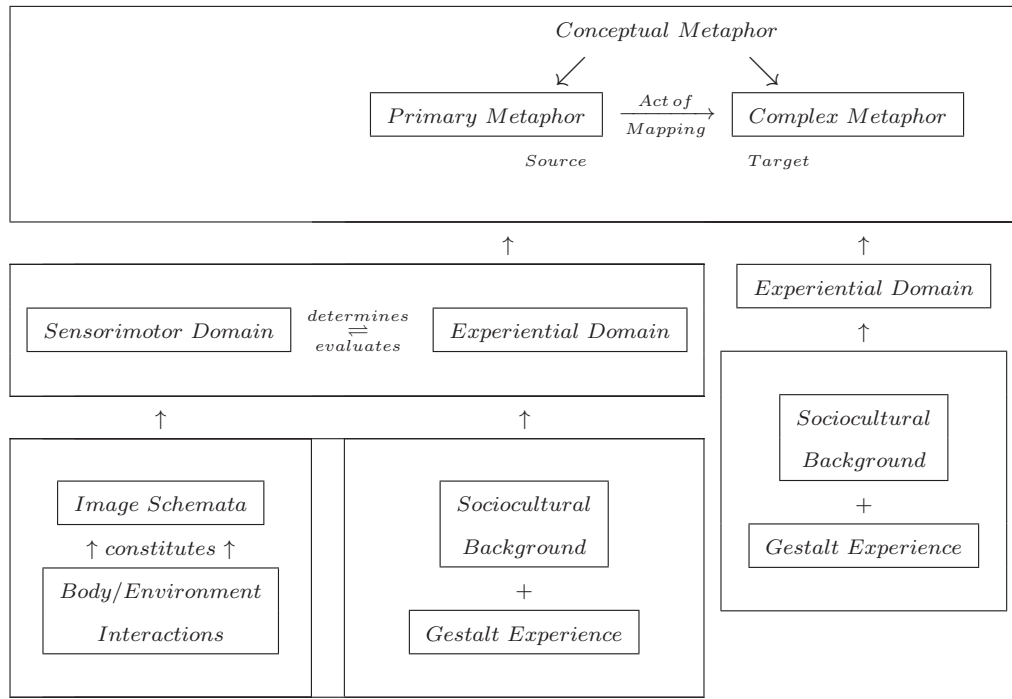 Conceptual Metaphor
Primary Metaphor
Act of
Mapping
Complex Metaphor
Source
Target
Sensorimotor Domain
determines
⇌
evaluates
Experiential Domain
Experiential Domain
Image Schemata
↑ constitutes ↑
Body/Environment
Interactions
Sociocultural
Background
+
Gestalt Experience
Sociocultural
Background
+
Gestalt Experience